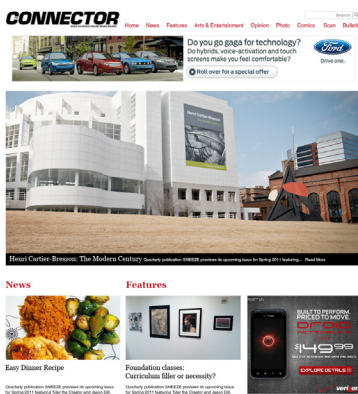 CONNECTOR
Home News Features Arts & Entertainment Opinion Photo Comics Scan Bulletin
Do you go gaga for technology?
Do hybrids, voice-activation and touch
screens make you feel comfortable?
Roll over for a special offer
Ford
Drive one.
Henri Cartier-Bresson
Henri Cartier-Bresson: The Modern Century Quarterly publication SNEEZE previews its upcoming issue for Spring 2011 featuring... Read More
News
Features
Easy Dinner Recipe
Quarterly publication SNEEZE previews its upcoming issue
for Spring 2011 featuring Tyler the Creator and Jason Dill.
Foundation classes:
Curriculum filler or necessity?
Quarterly publication SNEEZE previews its upcoming issue
for Spring 2011 featuring Tyler the Creator and Jason Dill.
BUILT TO PERFORM.
PRICED TO MOVE.
DROID
$149.99
EXPLORE DETAILS
verizon